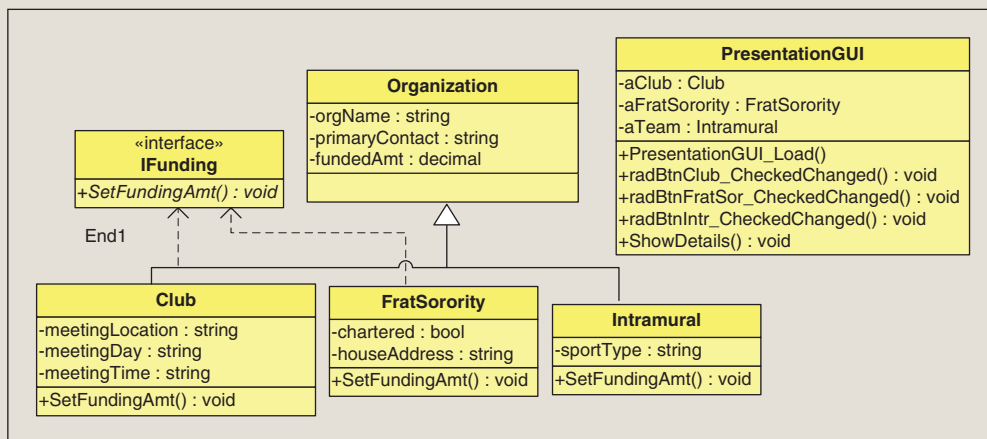 «interface»
IFunding
+SetFundingAmt() : void
Organization
-orgName : string
-primaryContact : string
-fundedAmt : decimal
PresentationGUI
-aClub : Club
-aFratSorority : FratSorority
-aTeam : Intramural
+PresentationGUI_Load()
+radBtnClub_CheckedChanged() : void
+radBtnFratSor_CheckedChanged() : void
+radBtnIntr_CheckedChanged() : void
+ShowDetails() : void
End1
Club
-meetingLocation : string
-meetingDay : string
-meetingTime : string
+SetFundingAmt() : void
FratSorority
-chartered : bool
-houseAddress : string
+SetFundingAmt() : void
Intramural
-sportType : string
+SetFundingAmt() : void